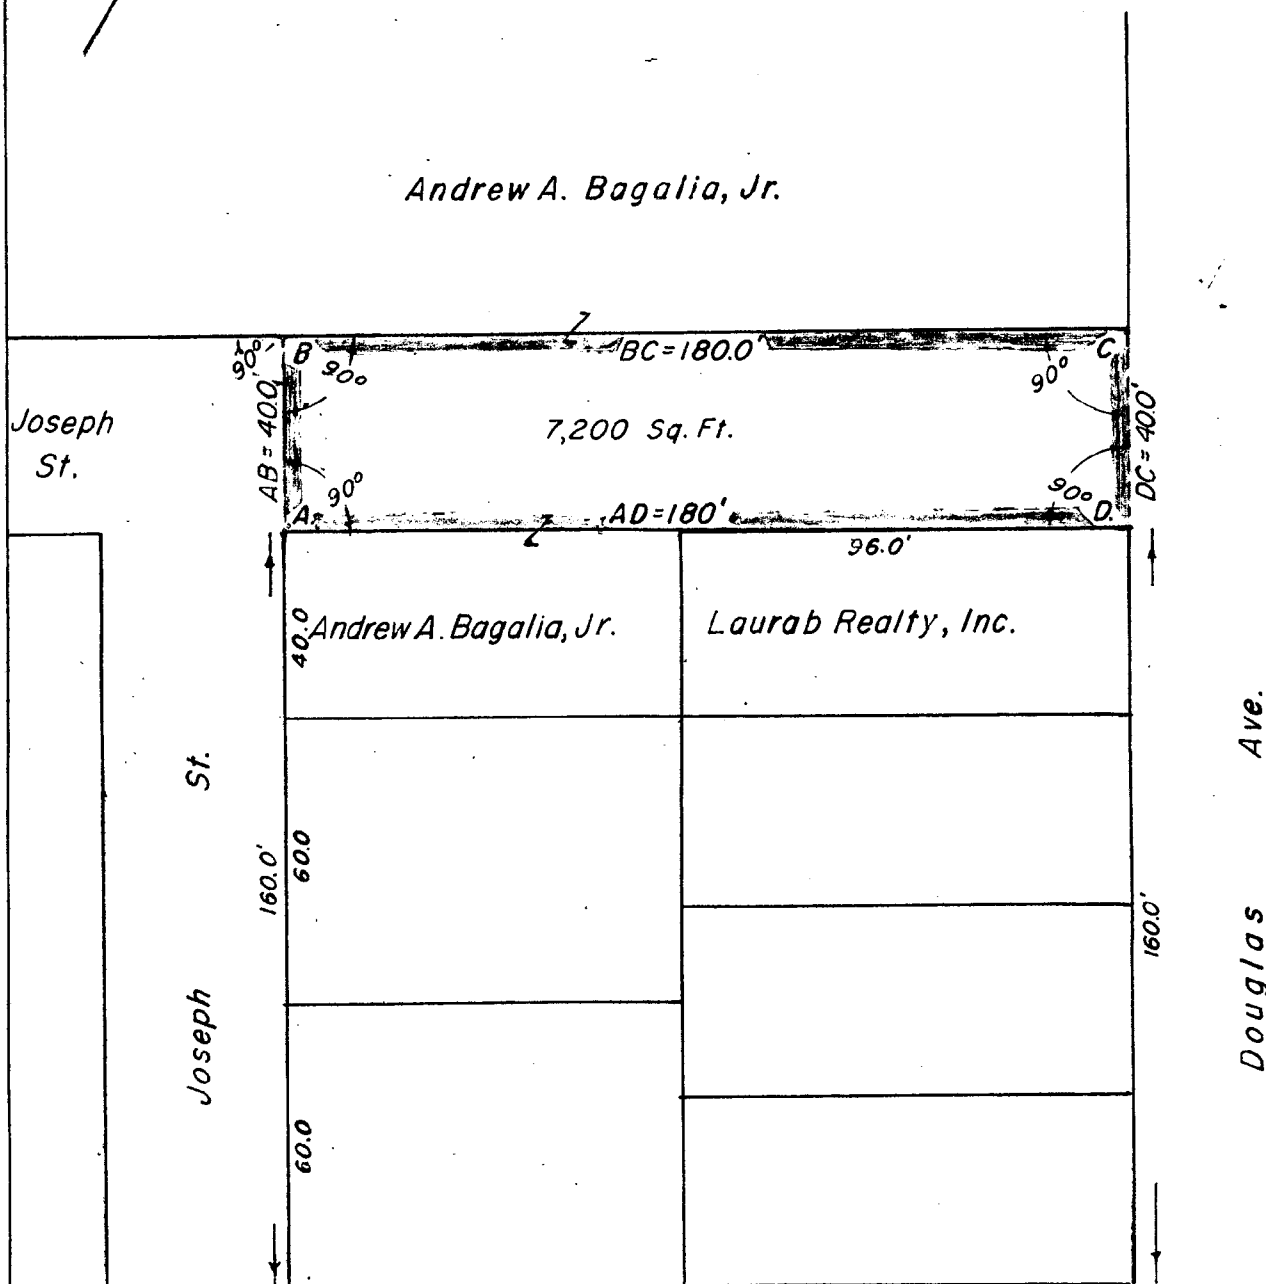 Andrew A. Bagalia, Jr.
B
BC=180.0'
C
90°
90°
90°
Joseph
St.
AB = 40.0
7,200 Sq. Ft.
DC = 40.0'
90°
90°
A
AD=180'
D
96.0'
40.0
Andrew A. Bagalia, Jr.
Laurab Realty, Inc.
Joseph St.
160.0'
60.0
60.0
160.0'
Douglas Ave.